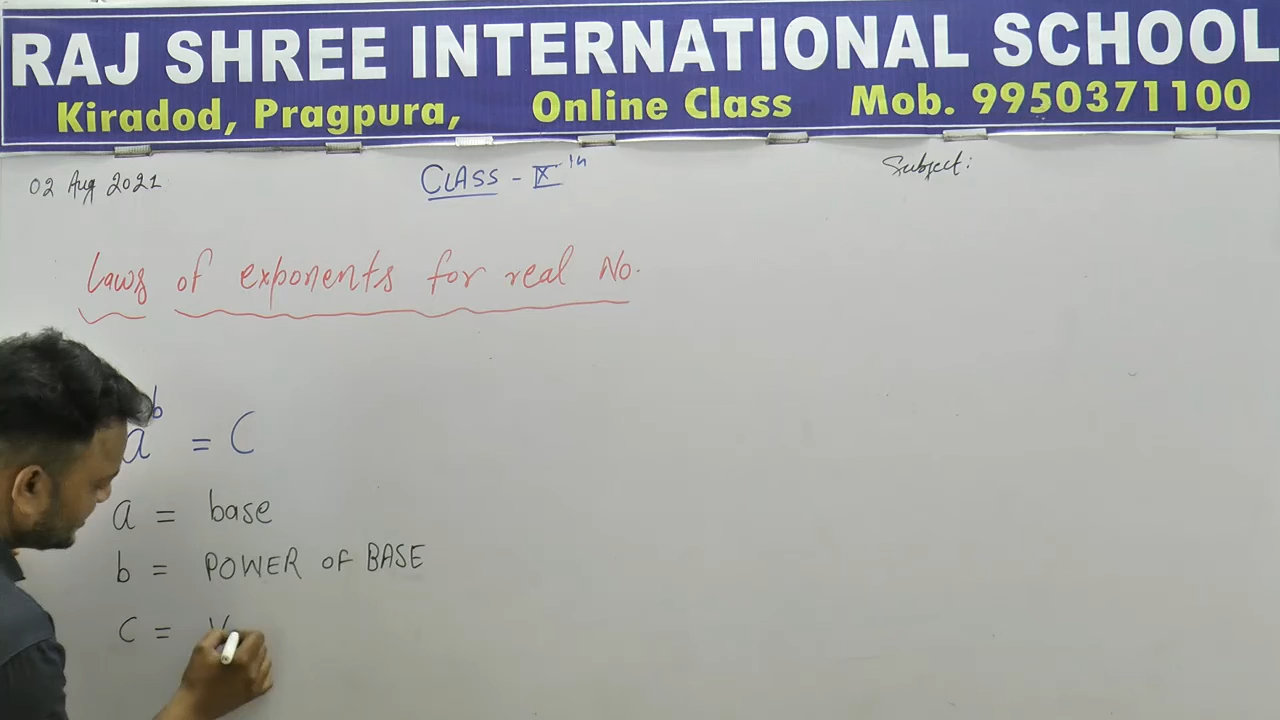 RAJ SHREE INTERNATIONAL SCHOOL
Kiradod, Pragpura, Online Class Mob. 9950371100
02 Aug 2021 CLASS - X th Subject:
Laws of exponents for real No.
a^b = C
a = base
b = POWER of BASE
C = V